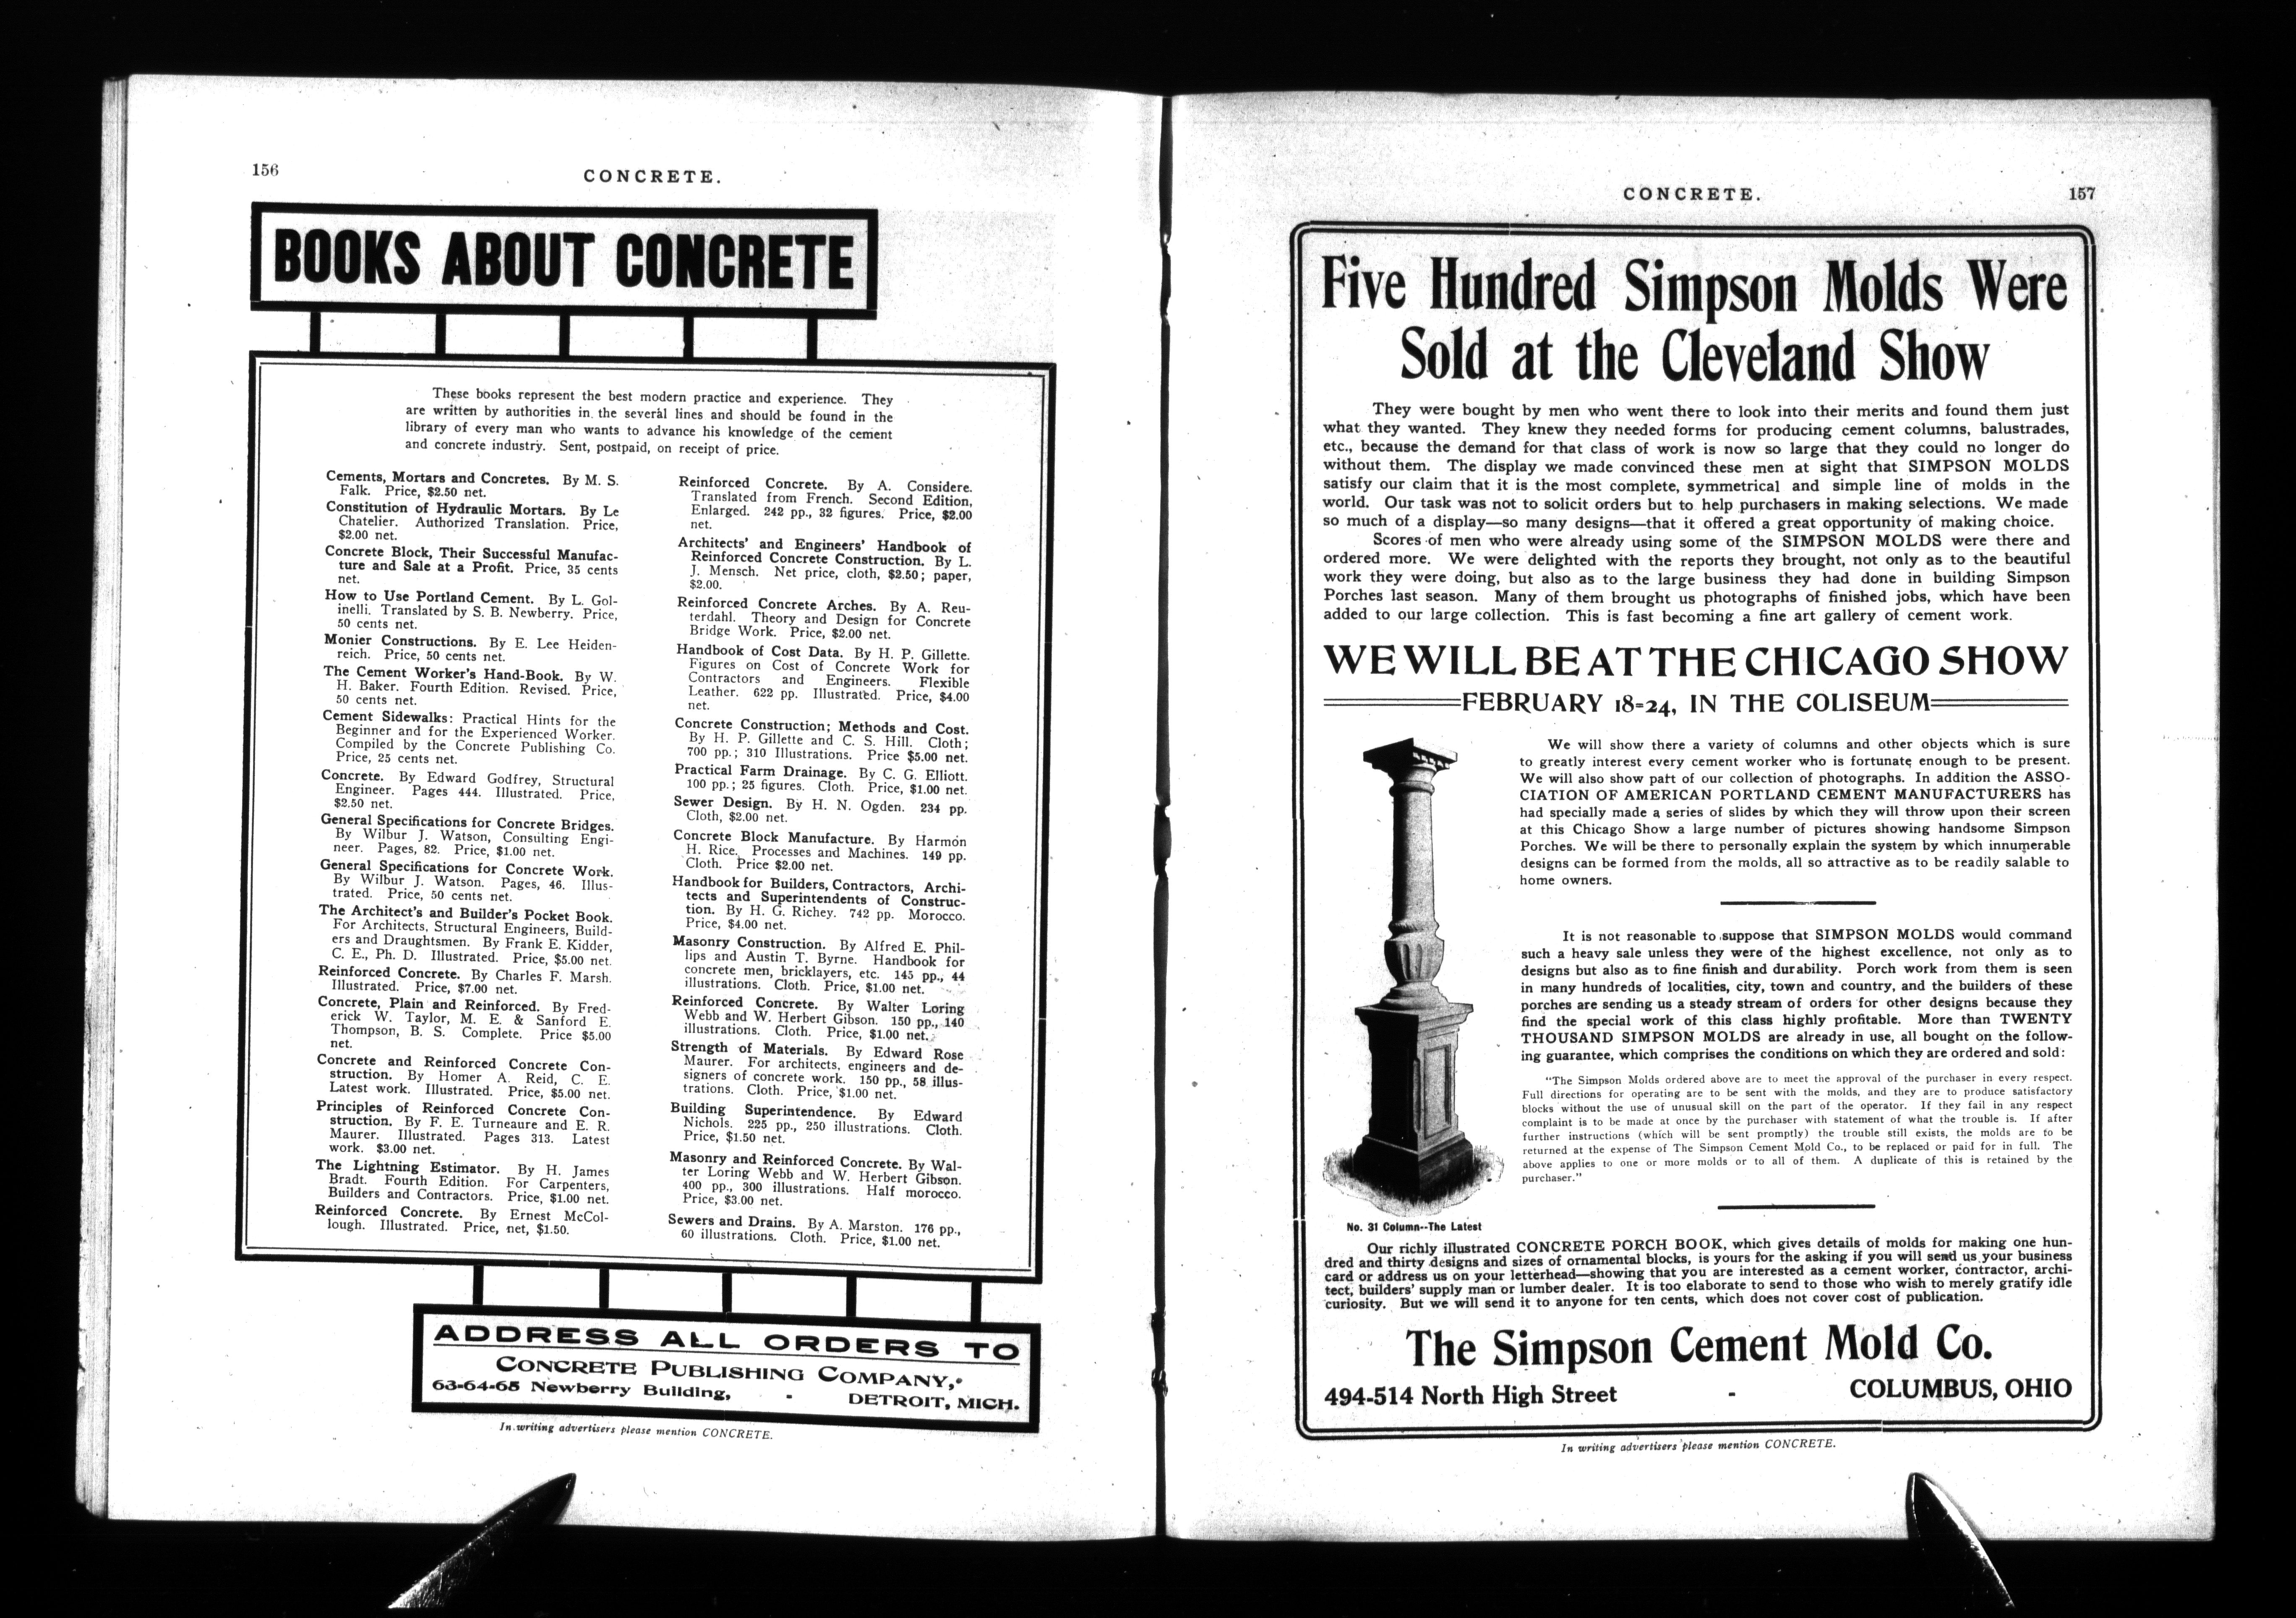 156
CONCRETE.
BOOKS ABOUT CONCRETE
These books represent the best modern practice and experience. They
are written by authorities in the several lines and should be found in the
library of every man who wants to advance his knowledge of the cement
and concrete industry. Sent, postpaid, on receipt of price.
Cements, Mortars and Concretes. By M. S.
Falk. Price, $2.50 net.
Constitution of Hydraulic Mortars. By Le
Chatelier. Authorized Translation. Price,
$2.00 net.
Concrete Block, Their Successful Manufac-
ture and Sale at a Profit. Price, 35 cents
net.
How to Use Portland Cement. By L. Gol-
inelli. Translated by S. B. Newberry. Price,
50 cents net.
Monier Constructions. By E. Lee Heiden-
reich. Price, 50 cents net.
The Cement Worker's Hand-Book. By W.
H. Baker. Fourth Edition. Revised. Price,
50 cents net.
Cement Sidewalks: Practical Hints for the
Beginner and for the Experienced Worker.
Compiled by the Concrete Publishing Co.
Price, 25 cents net.
Concrete. By Edward Godfrey, Structural
Engineer. Pages 444. Illustrated. Price,
$2.50 net.
General Specifications for Concrete Bridges.
By Wilbur J. Watson, Consulting Engi-
neer. Pages, 82. Price, $1.00 net.
General Specifications for Concrete Work.
By Wilbur J. Watson. Pages, 46. Illus-
trated. Price, 50 cents net.
The Architect's and Builder's Pocket Book.
For Architects, Structural Engineers, Build-
ers and Draughtsmen. By Frank E. Kidder,
C. E., Ph. D. Illustrated. Price, $5.00 net.
Reinforced Concrete. By Charles F. Marsh.
Illustrated. Price, $7.00 net.
Concrete, Plain and Reinforced. By Fred-
erick W. Taylor, M. E. & Sanford E.
Thompson, B. S. Complete. Price $5.00
net.
Concrete and Reinforced Concrete Con-
struction. By Homer A. Reid, C. E.
Latest work. Illustrated. Price, $5.00 net.
Principles of Reinforced Concrete Con-
struction. By F. E. Turneaure and E. R.
Maurer. Illustrated. Pages 313. Latest
work. $3.00 net.
The Lightning Estimator. By H. James
Bradt. Fourth Edition. For Carpenters,
Builders and Contractors. Price, $1.00 net.
Reinforced Concrete. By Ernest McCol-
lough. Illustrated. Price, net, $1.50.
Reinforced Concrete. By A. Considere.
Translated from French. Second Edition,
Enlarged. 242 pp., 32 figures. Price, $2.00
net.
Architects' and Engineers' Handbook of
Reinforced Concrete Construction. By L.
J. Mensch. Net price, cloth, $2.50; paper,
$2.00.
Reinforced Concrete Arches. By A. Reu-
terdahl. Theory and Design for Concrete
Bridge Work. Price, $2.00 net.
Handbook of Cost Data. By H. P. Gillette.
Figures on Cost of Concrete Work for
Contractors and Engineers. Flexible
Leather. 622 pp. Illustrated. Price, $4.00
net.
Concrete Construction; Methods and Cost.
By H. P. Gillette and C. S. Hill. Cloth;
700 pp.; 310 Illustrations. Price $5.00 net.
Practical Farm Drainage. By C. G. Elliott.
100 pp.; 25 figures. Cloth. Price, $1.00 net.
Sewer Design. By H. N. Ogden. 234 pp.
Cloth, $2.00 net.
Concrete Block Manufacture. By Harmon
H. Rice. Processes and Machines. 149 pp.
Cloth. Price $2.00 net.
Handbook for Builders, Contractors, Archi-
tects and Superintendents of Construc-
tion. By H. G. Richey. 742 pp. Morocco.
Price, $4.00 net.
Masonry Construction. By Alfred E. Phil-
lips and Austin T. Byrne. Handbook for
concrete men, bricklayers, etc. 145 pp., 44
illustrations. Cloth. Price, $1.00 net.
Reinforced Concrete. By Walter Loring
Webb and W. Herbert Gibson. 150 pp., 140
illustrations. Cloth. Price, $1.00 net.
Strength of Materials. By Edward Rose
Maurer. For architects, engineers and de-
signers of concrete work. 150 pp., 58 illus-
trations. Cloth. Price, $1.00 net.
Building Superintendence. By Edward
Nichols. 225 pp., 250 illustrations. Cloth.
Price, $1.50 net.
Masonry and Reinforced Concrete. By Wal-
ter Loring Webb and W. Herbert Gibson.
400 pp., 300 illustrations. Half morocco.
Price, $3.00 net.
Sewers and Drains. By A. Marston. 176 pp.,
60 illustrations. Cloth. Price, $1.00 net.
ADDRESS ALL ORDERS TO
CONCRETE PUBLISHING COMPANY,
63-64-65 Newberry Building, - DETROIT, MICH.
In writing advertisers please mention CONCRETE.
CONCRETE.
157
Five Hundred Simpson Molds Were
Sold at the Cleveland Show
They were bought by men who went there to look into their merits and found them just
what they wanted. They knew they needed forms for producing cement columns, balustrades,
etc., because the demand for that class of work is now so large that they could no longer do
without them. The display we made convinced these men at sight that SIMPSON MOLDS
satisfy our claim that it is the most complete, symmetrical and simple line of molds in the
world. Our task was not to solicit orders but to help purchasers in making selections. We made
so much of a display—so many designs—that it offered a great opportunity of making choice.
Scores of men who were already using some of the SIMPSON MOLDS were there and
ordered more. We were delighted with the reports they brought, not only as to the beautiful
work they were doing, but also as to the large business they had done in building Simpson
Porches last season. Many of them brought us photographs of finished jobs, which have been
added to our large collection. This is fast becoming a fine art gallery of cement work.
WE WILL BE AT THE CHICAGO SHOW
FEBRUARY 18=24, IN THE COLISEUM
We will show there a variety of columns and other objects which is sure
to greatly interest every cement worker who is fortunate enough to be present.
We will also show part of our collection of photographs. In addition the ASSO-
CIATION OF AMERICAN PORTLAND CEMENT MANUFACTURERS has
had specially made a series of slides by which they will throw upon their screen
at this Chicago Show a large number of pictures showing handsome Simpson
Porches. We will be there to personally explain the system by which innumerable
designs can be formed from the molds, all so attractive as to be readily salable to
home owners.
It is not reasonable to suppose that SIMPSON MOLDS would command
such a heavy sale unless they were of the highest excellence, not only as to
designs but also as to fine finish and durability. Porch work from them is seen
in many hundreds of localities, city, town and country, and the builders of these
porches are sending us a steady stream of orders for other designs because they
find the special work of this class highly profitable. More than TWENTY
THOUSAND SIMPSON MOLDS are already in use, all bought on the follow-
ing guarantee, which comprises the conditions on which they are ordered and sold:
"The Simpson Molds ordered above are to meet the approval of the purchaser in every respect.
Full directions for operating are to be sent with the molds, and they are to produce satisfactory
blocks without the use of unusual skill on the part of the operator. If they fail in any respect
complaint is to be made at once by the purchaser with statement of what the trouble is. If after
further instructions (which will be sent promptly) the trouble still exists, the molds are to be
returned at the expense of The Simpson Cement Mold Co., to be replaced or paid for in full. The
above applies to one or more molds or to all of them. A duplicate of this is retained by the
purchaser."
No. 31 Column--The Latest
Our richly illustrated CONCRETE PORCH BOOK, which gives details of molds for making one hun-
dred and thirty designs and sizes of ornamental blocks, is yours for the asking if you will send us your business
card or address us on your letterhead—showing that you are interested as a cement worker, contractor, archi-
tect, builders' supply man or lumber dealer. It is too elaborate to send to those who wish to merely gratify idle
curiosity. But we will send it to anyone for ten cents, which does not cover cost of publication.
The Simpson Cement Mold Co.
494-514 North High Street - COLUMBUS, OHIO
In writing advertisers please mention CONCRETE.